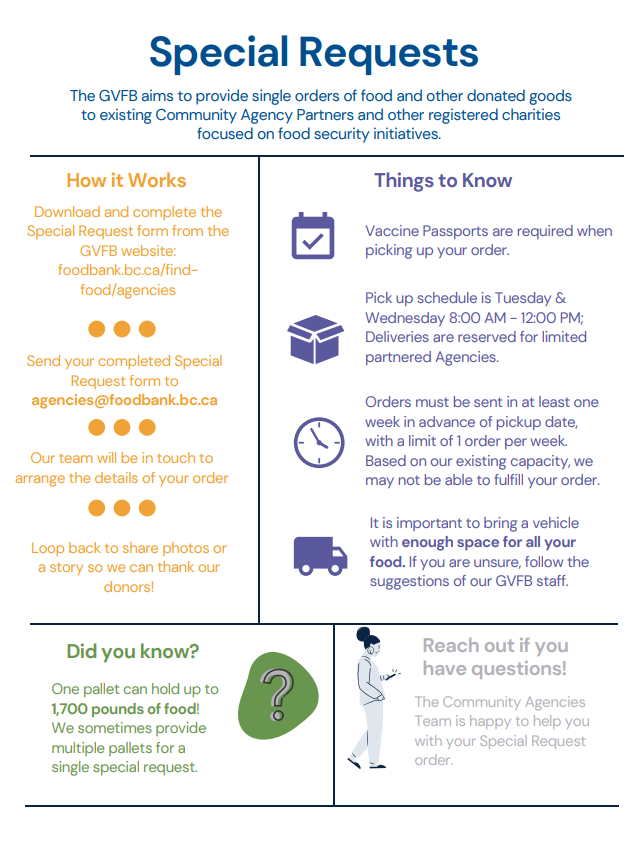 Special Requests
The GVFB aims to provide single orders of food and other donated goods
to existing Community Agency Partners and other registered charities
focused on food security initiatives.
How it Works
Download and complete the
Special Request form from the
GVFB website:
foodbank.bc.ca/find-
food/agencies
Send your completed Special
Request form to
agencies@foodbank.bc.ca
Our team will be in touch to
arrange the details of your order
Loop back to share photos or
a story so we can thank our
donors!
Things to Know
Vaccine Passports are required when
picking up your order.
Pick up schedule is Tuesday &
Wednesday 8:00 AM - 12:00 PM;
Deliveries are reserved for limited
partnered Agencies.
Orders must be sent in at least one
week in advance of pickup date,
with a limit of 1 order per week.
Based on our existing capacity, we
may not be able to fulfill your order.
It is important to bring a vehicle
with enough space for all your
food. If you are unsure, follow the
suggestions of our GVFB staff.
Did you know?
One pallet can hold up to
1,700 pounds of food!
We sometimes provide
multiple pallets for a
single special request.
?
Reach out if you
have questions!
The Community Agencies
Team is happy to help you
with your Special Request
order.